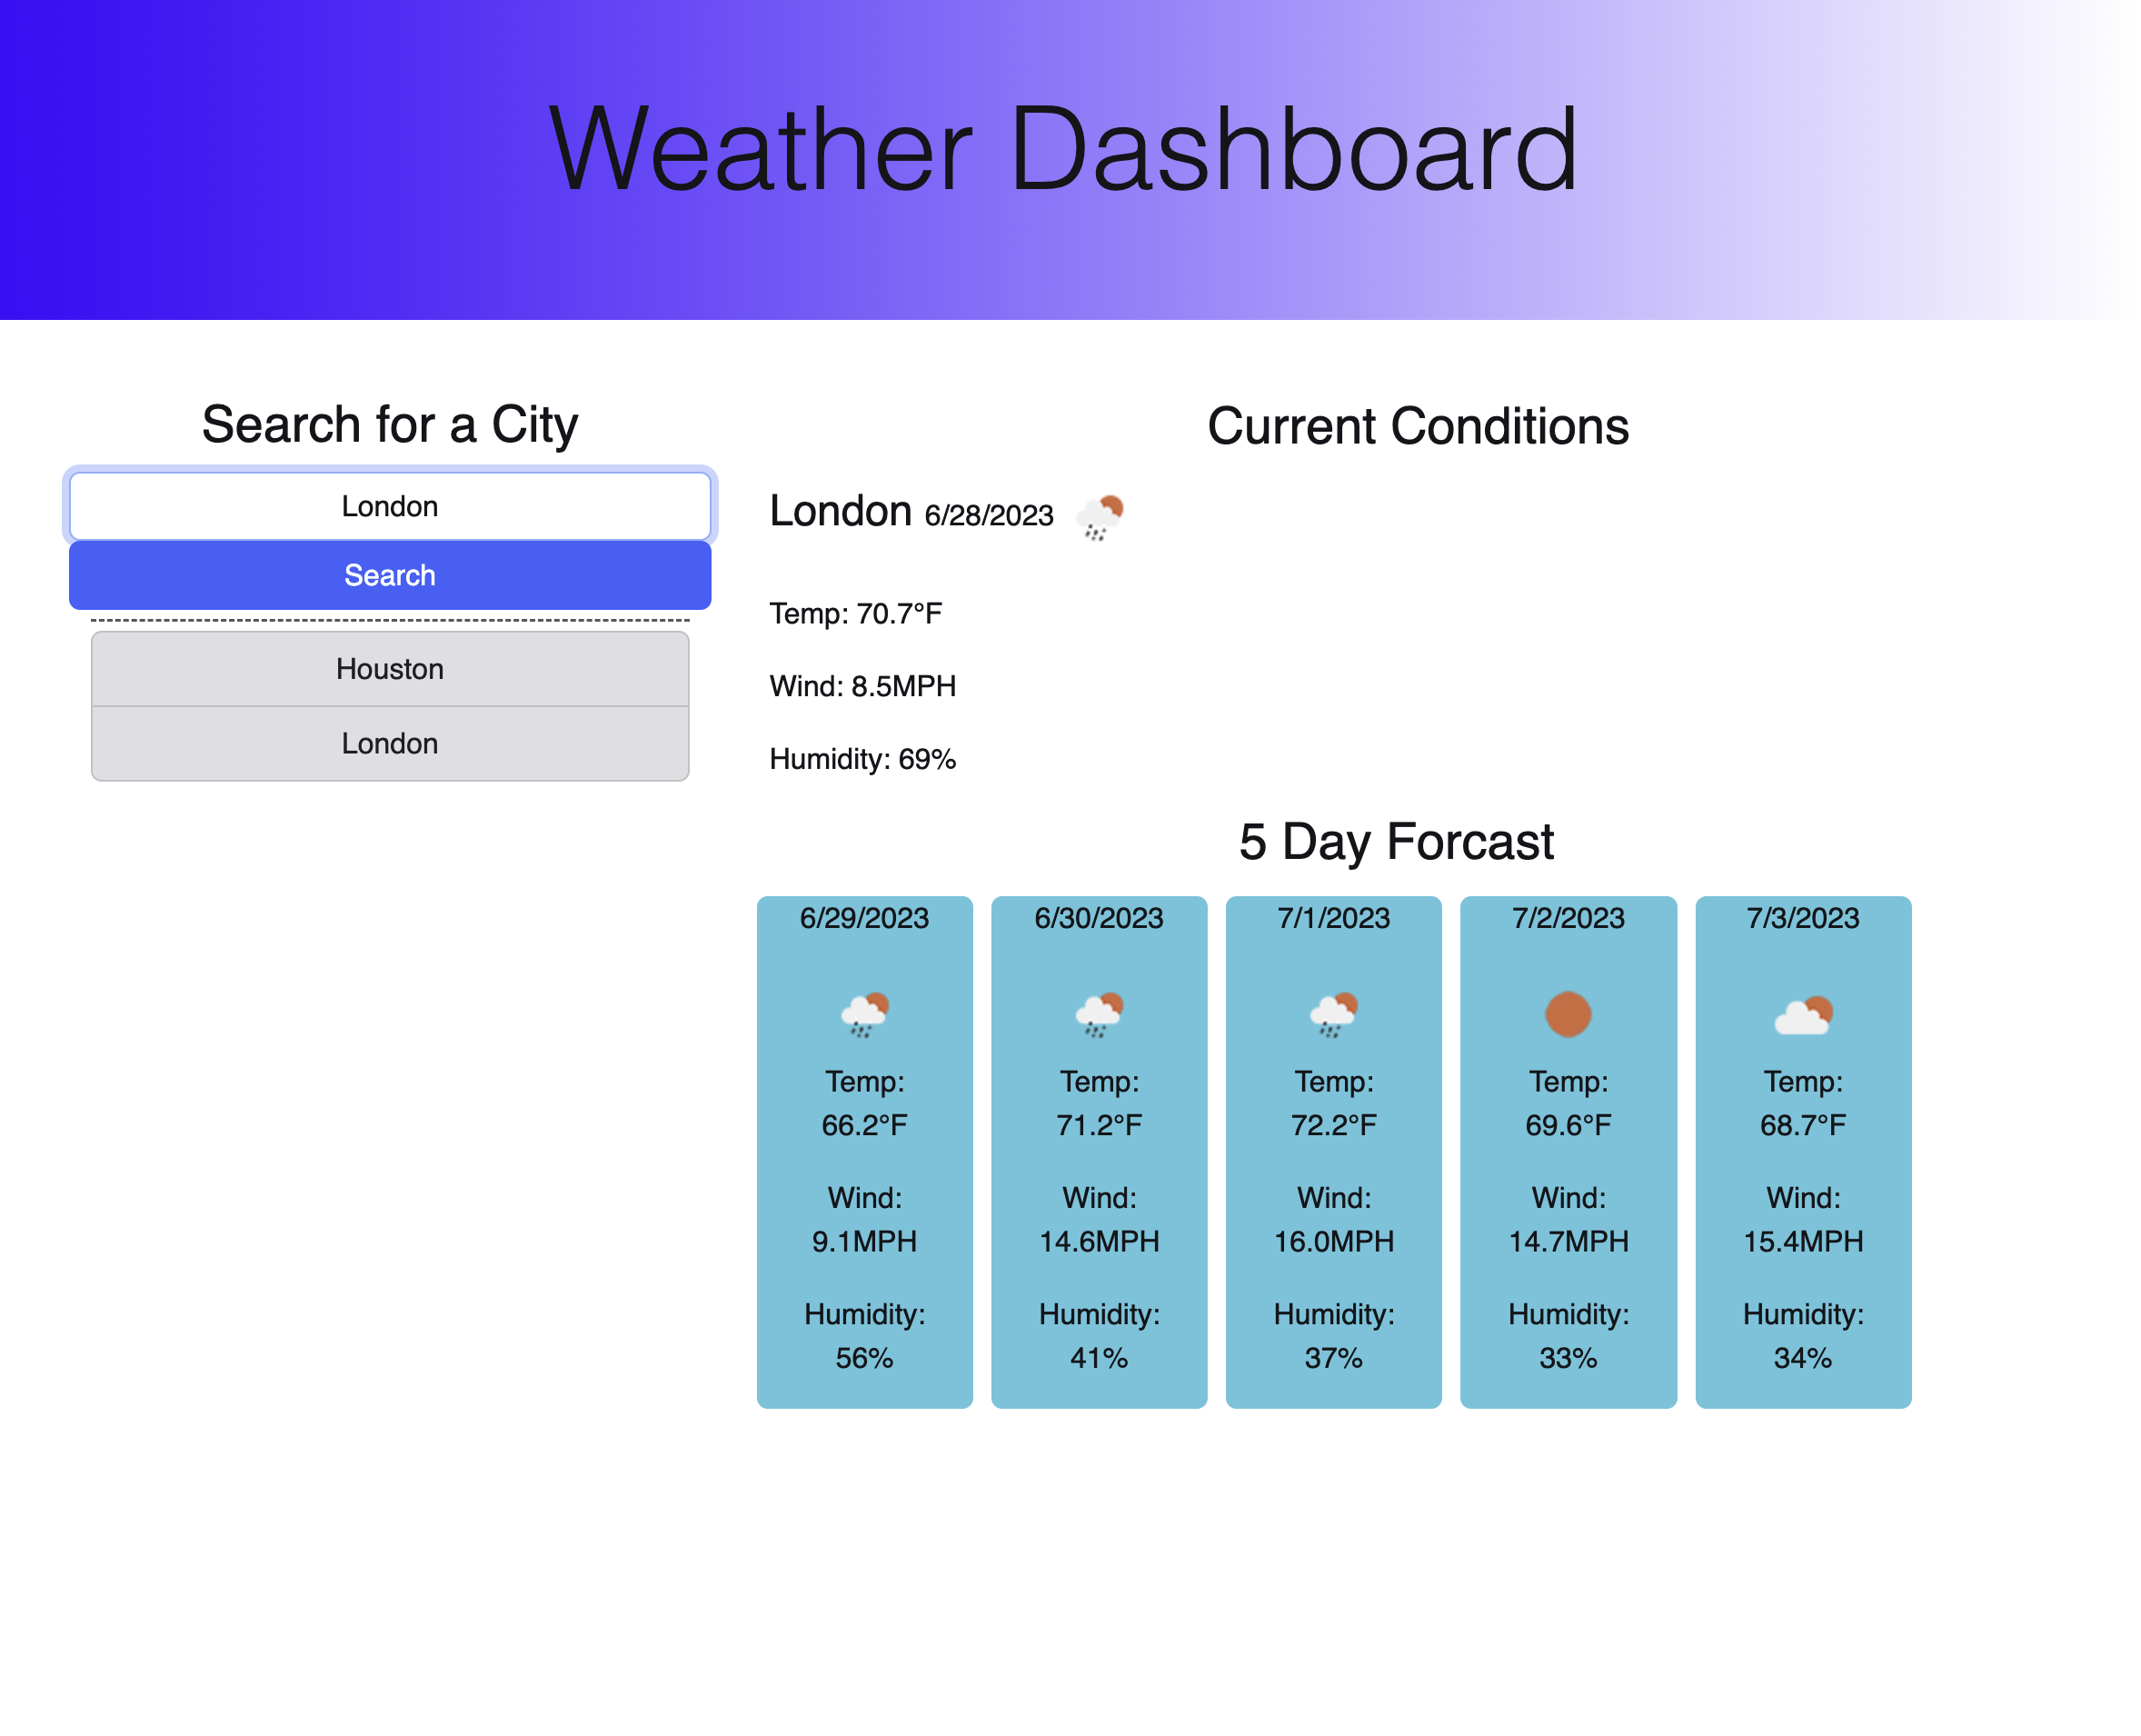 Weather Dashboard
Search for a City
London
Search
Houston
London
Current Conditions
London 6/28/2023
Temp: 70.7°F
Wind: 8.5MPH
Humidity: 69%
5 Day Forcast
6/29/2023
Temp:
66.2°F
Wind:
9.1MPH
Humidity:
56%
6/30/2023
Temp:
71.2°F
Wind:
14.6MPH
Humidity:
41%
7/1/2023
Temp:
72.2°F
Wind:
16.0MPH
Humidity:
37%
7/2/2023
Temp:
69.6°F
Wind:
14.7MPH
Humidity:
33%
7/3/2023
Temp:
68.7°F
Wind:
15.4MPH
Humidity:
34%